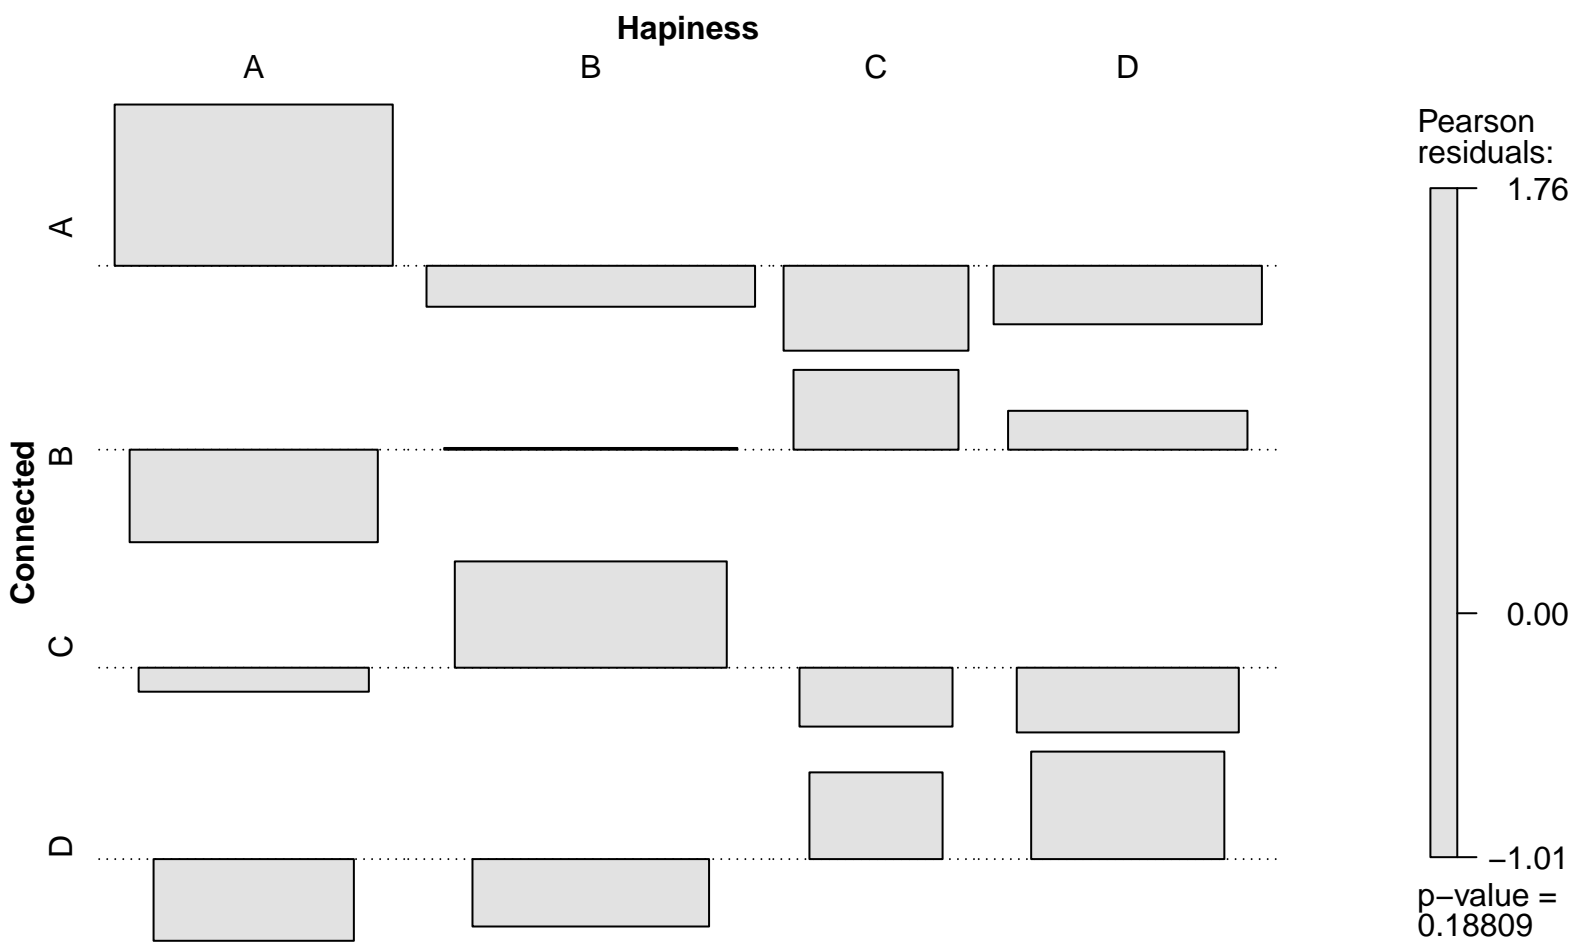 Hapiness
A B C D
Connected
A
B
C
D
Pearson
residuals:
1.76
0.00
−1.01
p−value =
0.18809